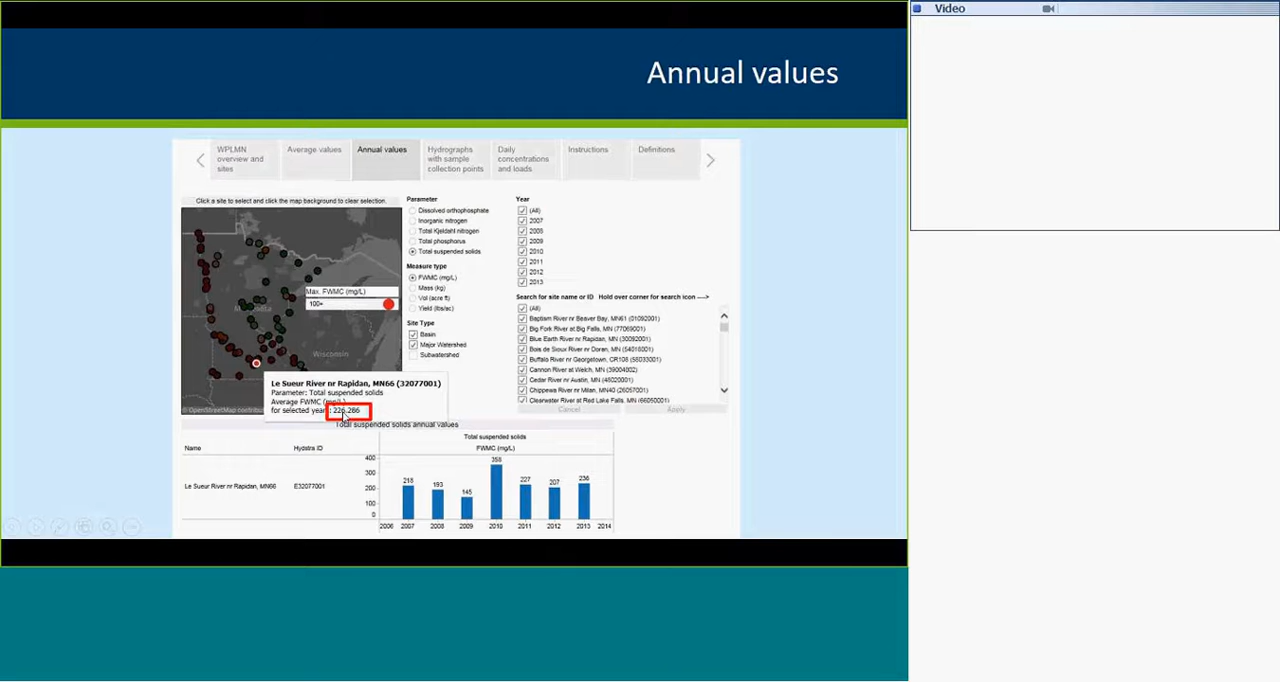 Video
Annual values
WPLMN
overview and
sites
Average values
Annual values
Hydrographs
with sample
collection points
Daily
concentrations
and loads
Instructions
Definitions
Click a site to select and click the map background to clear selection.
Max. FWMC (mg/L)
100+
Minnesota
Wisconsin
© OpenStreetMap contribut
Le Sueur River nr Rapidan, MN66 (32077001)
Parameter: Total suspended solids
Average FWMC (mg/L)
for selected year : 226.286
Parameter
Dissolved orthophosphate
Inorganic nitrogen
Total Kjeldahl nitrogen
Total phosphorus
Total suspended solids
Measure type
FWMC (mg/L)
Mass (kg)
Vol (acre ft)
Yield (lbs/ac)
Site Type
Basin
Major Watershed
Subwatershed
Year
(All)
2007
2008
2009
2010
2011
2012
2013
Search for site name or ID Hold over corner for search icon ---->
(All)
Baptism River nr Beaver Bay, MN61 (01092001)
Big Fork River at Big Falls, MN (77069001)
Blue Earth River nr Rapidan, MN (30092001)
Bois de Sioux River nr Doran, MN (54018001)
Buffalo River nr Georgetown, CR108 (58033001)
Cannon River at Welch, MN (39004002)
Cedar River nr Austin, MN (48020001)
Chippewa River nr Milan, MN40 (26057001)
Clearwater River at Red Lake Falls, MN (66050001)
Cancel
Apply
Total suspended solids annual values
Total suspended solids
Name
Hydstra ID
FWMC (mg/L)
Le Sueur River nr Rapidan, MN66
E32077001
400
300
200
100
0
218
193
145
358
227
207
236
2006 2007 2008 2009 2010 2011 2012 2013 2014